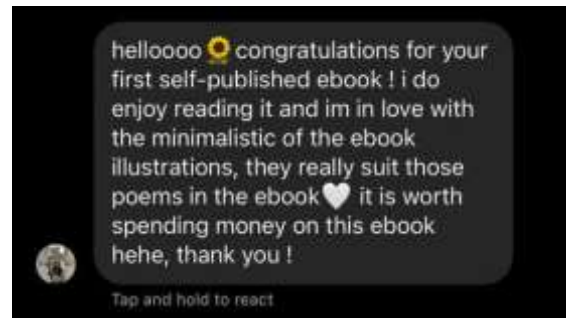 helloooo 🌻 congratulations for your
first self-published ebook ! i do
enjoy reading it and im in love with
the minimalistic of the ebook
illustrations, they really suit those
poems in the ebook🤍 it is worth
spending money on this ebook
hehe, thank you !
Tap and hold to react